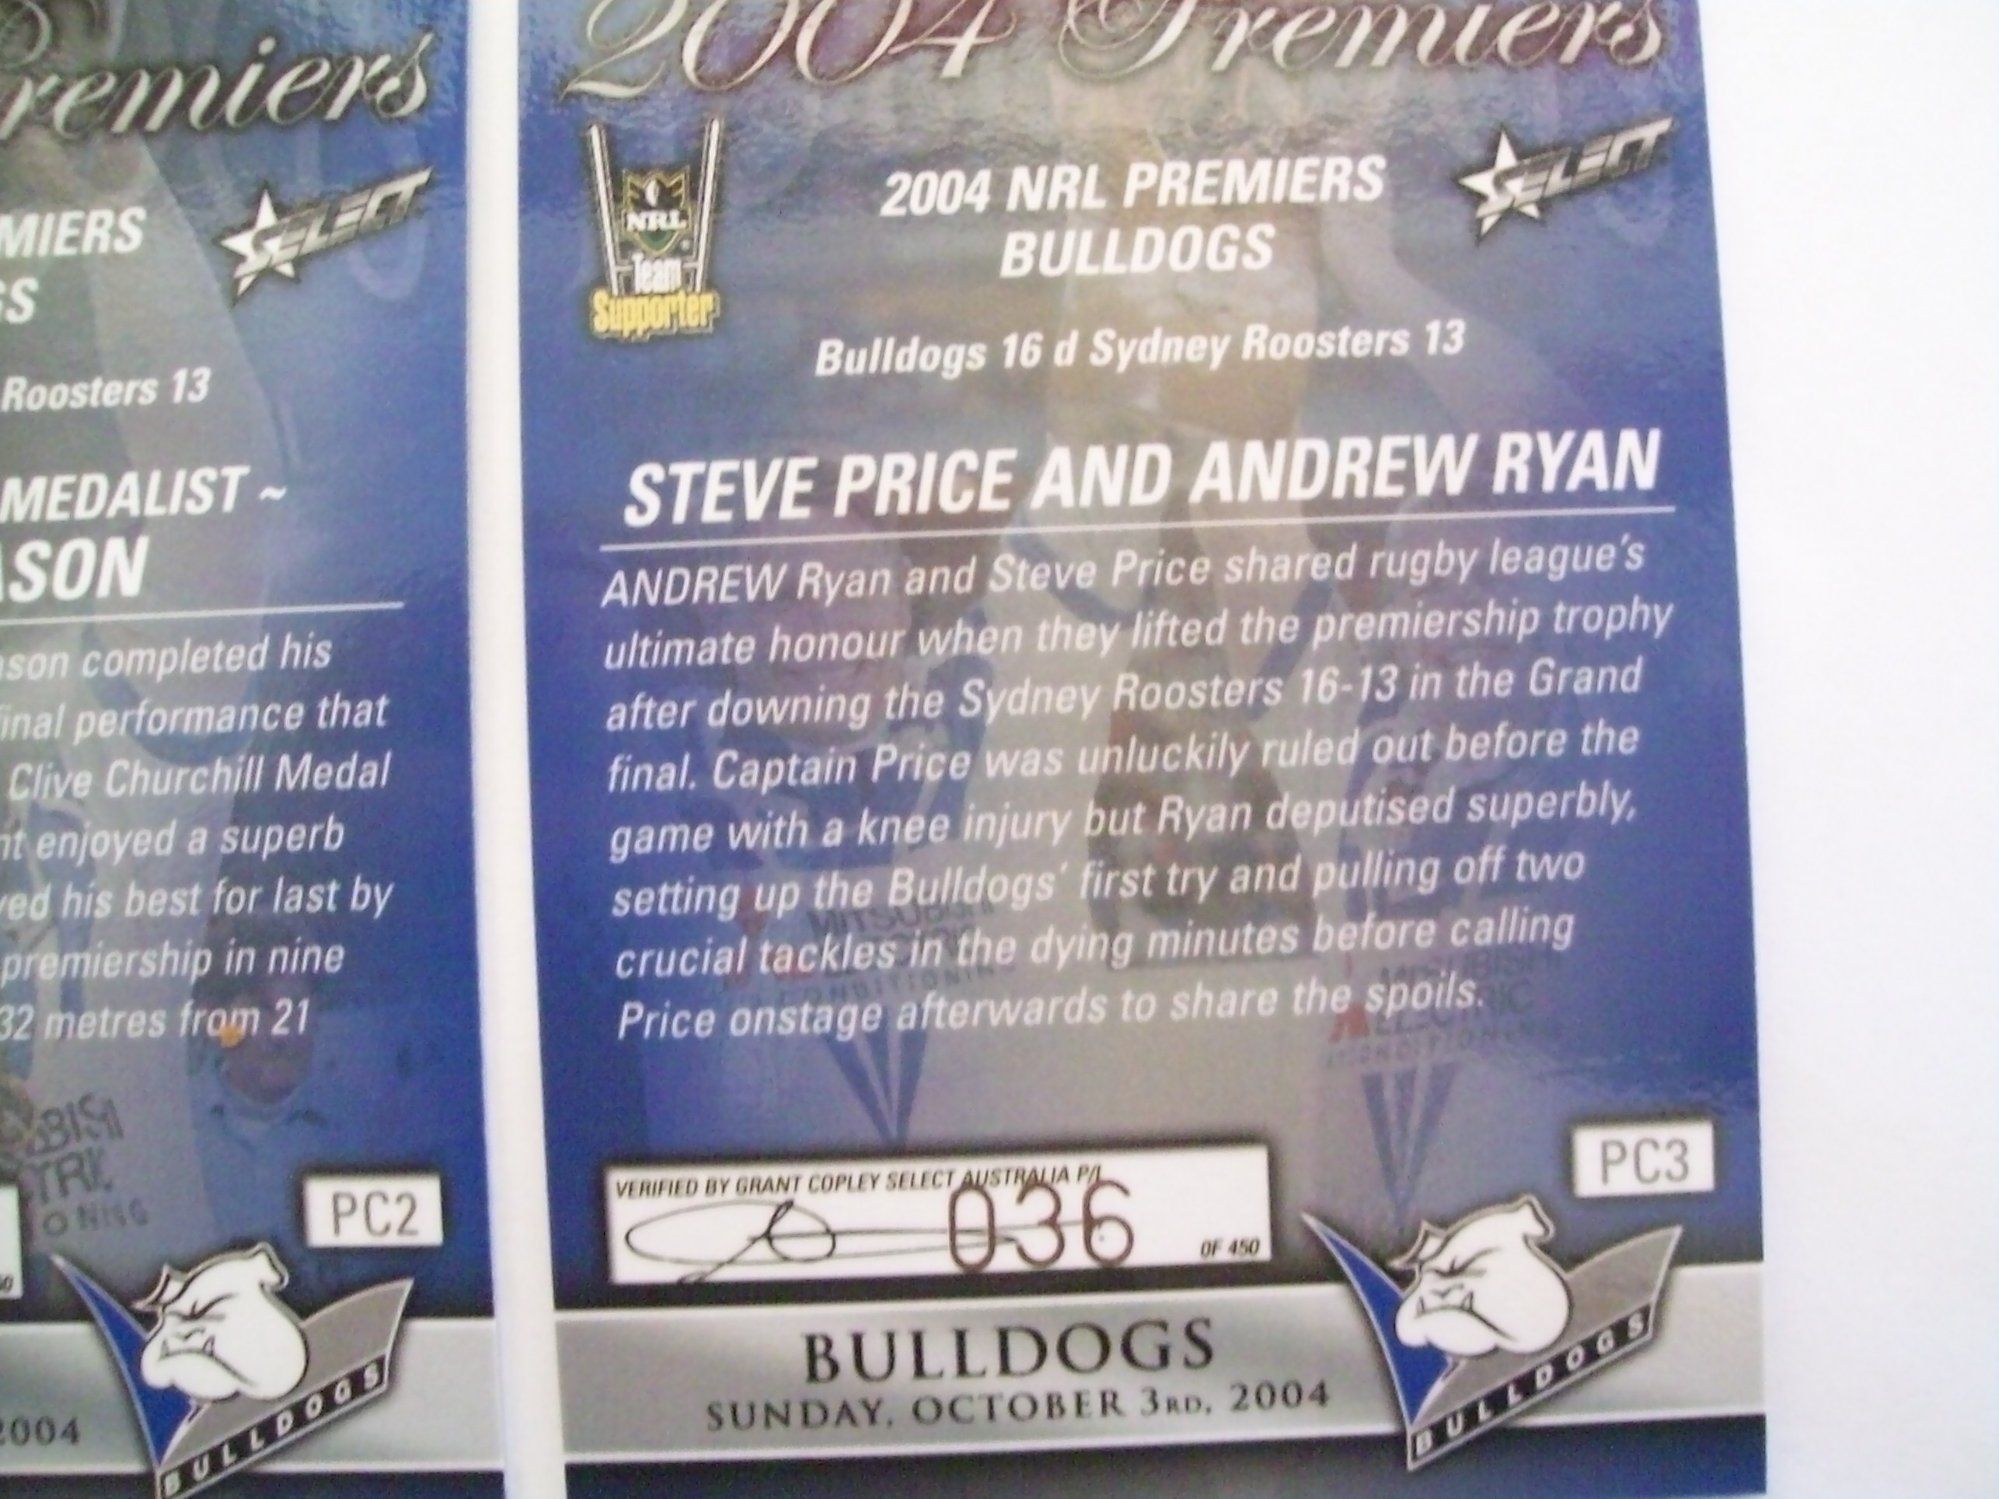 remiers
SELECT
MIERS
GS
Roosters 13
MEDALIST ~
ASON
son completed his
final performance that
Clive Churchill Medal
nt enjoyed a superb
ved his best for last by
premiership in nine
32 metres from 21
PC2
BULLDOGS
2004
2004 Premiers
NRL
Team
Supporter
SELECT
2004 NRL PREMIERS
BULLDOGS
Bulldogs 16 d Sydney Roosters 13
STEVE PRICE AND ANDREW RYAN
ANDREW Ryan and Steve Price shared rugby league's
ultimate honour when they lifted the premiership trophy
after downing the Sydney Roosters 16-13 in the Grand
final. Captain Price was unluckily ruled out before the
game with a knee injury but Ryan deputised superbly,
setting up the Bulldogs' first try and pulling off two
crucial tackles in the dying minutes before calling
Price onstage afterwards to share the spoils.
PC3
VERIFIED BY GRANT COPLEY SELECT AUSTRALIA P/L
036
OF 450
BULLDOGS
SUNDAY, OCTOBER 3RD, 2004
BULLDOGS